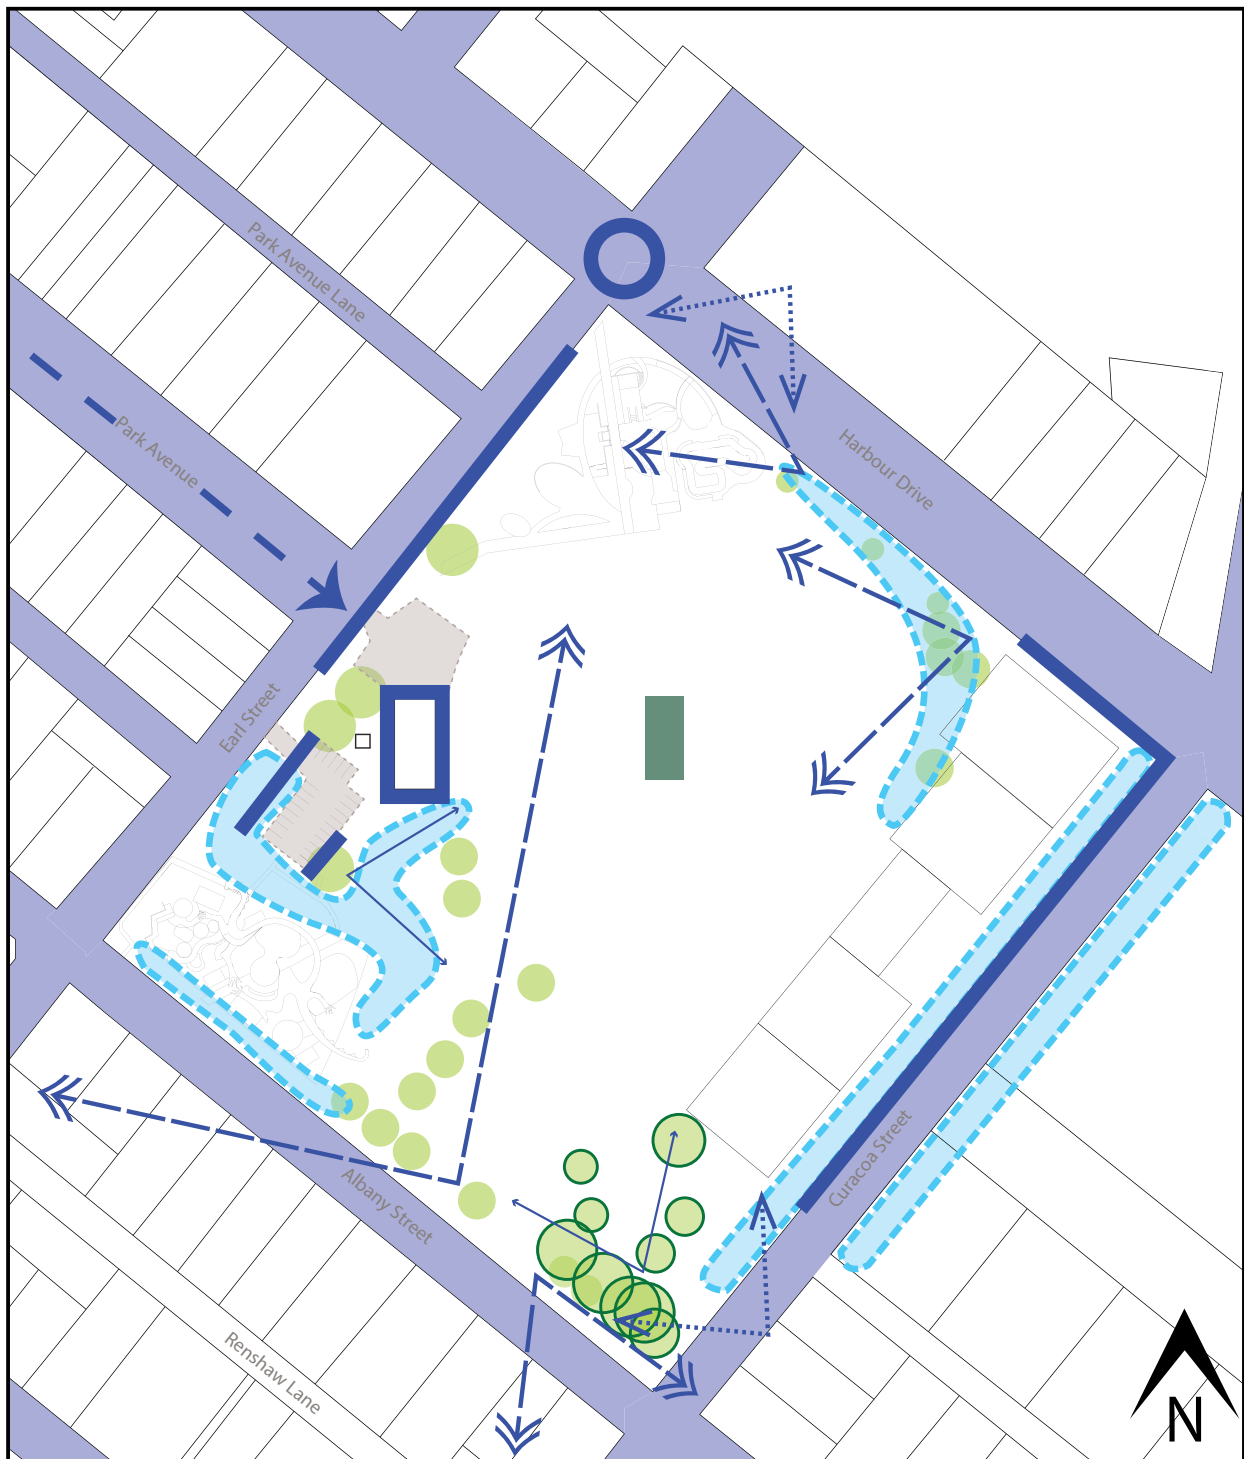 Park Avenue Lane
Park Avenue
Harbour Drive
Earl Street
Curacoa Street
Albany Street
Renshaw Lane
N